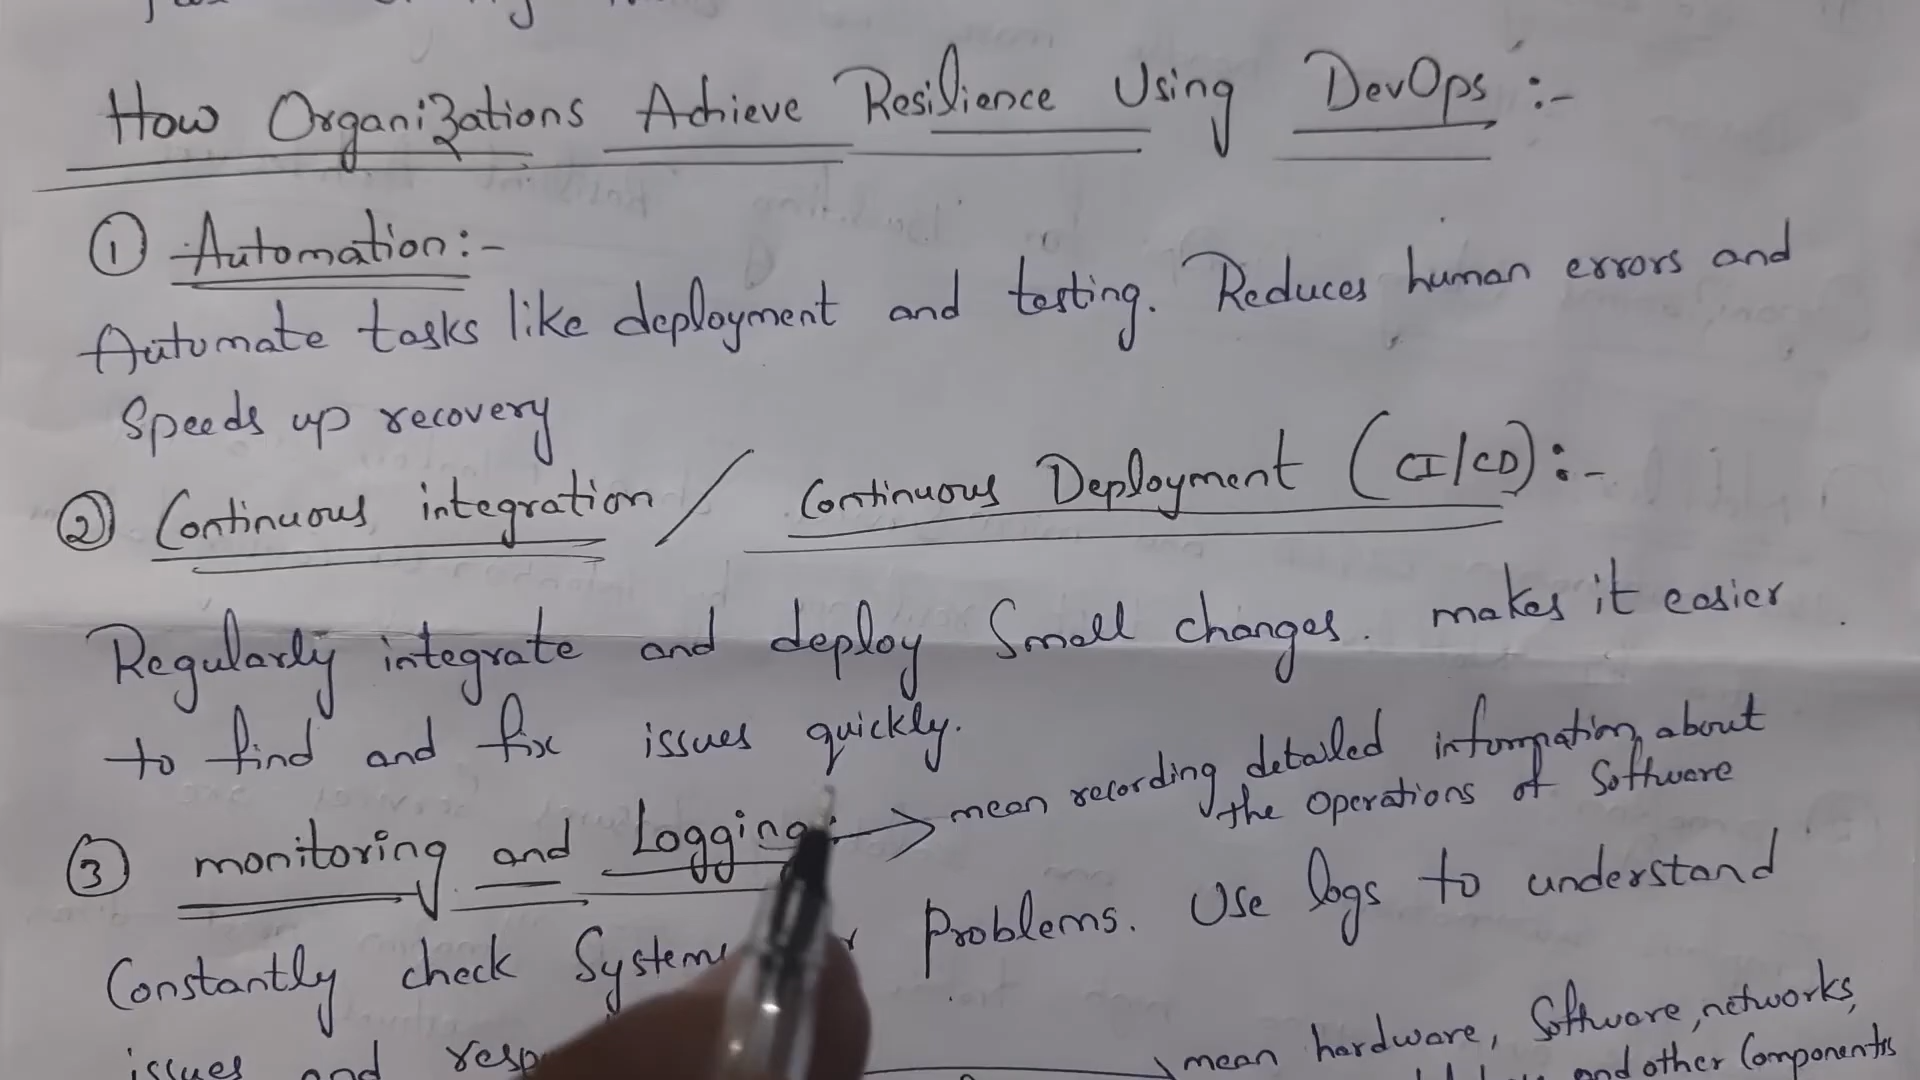 How Organizations Achieve Resilience Using DevOps :-
① Automation :-
Automate tasks like deployment and testing. Reduces human errors and
Speeds up recovery
② Continuous integration / Continuous Deployment (CI/CD) :-
Regularly integrate and deploy Small changes. makes it easier
to find and fix issues quickly.
③ monitoring and Logging: → mean recording detailed information about
the Operations of Software
Constantly check Systems Problems. Use logs to understand
issues and
mean hardware, Software, networks,
and other Components